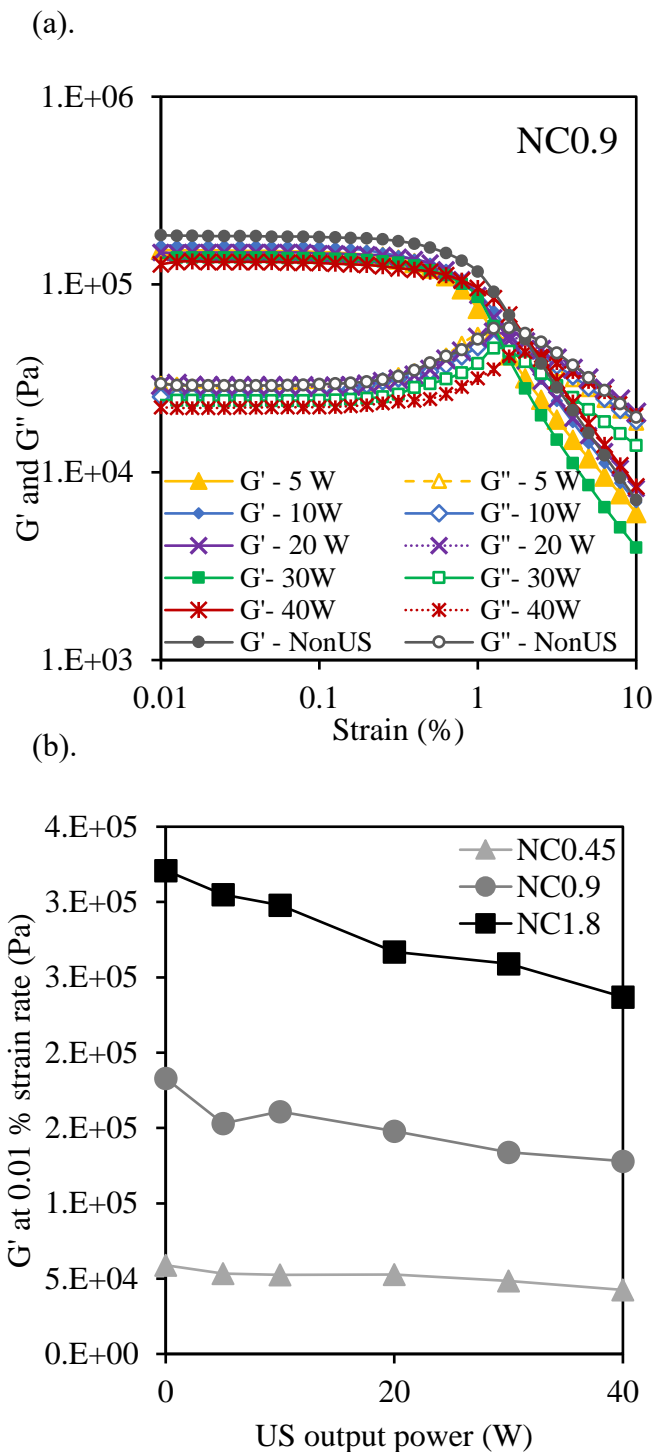 (a).
1.E+06
NC0.9
1.E+05
G' and G'' (Pa)
1.E+04
G' - 5 W
G'' - 5 W
G' - 10W
G''- 10W
G' - 20 W
G'' - 20 W
G'- 30W
G''- 30W
G'- 40W
G''- 40W
G' - NonUS
G'' - NonUS
1.E+03
0.01
0.1
1
10
Strain (%)
(b).
4.E+05
NC0.45
NC0.9
NC1.8
3.E+05
3.E+05
2.E+05
2.E+05
1.E+05
5.E+04
0.E+00
G' at 0.01 % strain rate (Pa)
0
20
40
US output power (W)